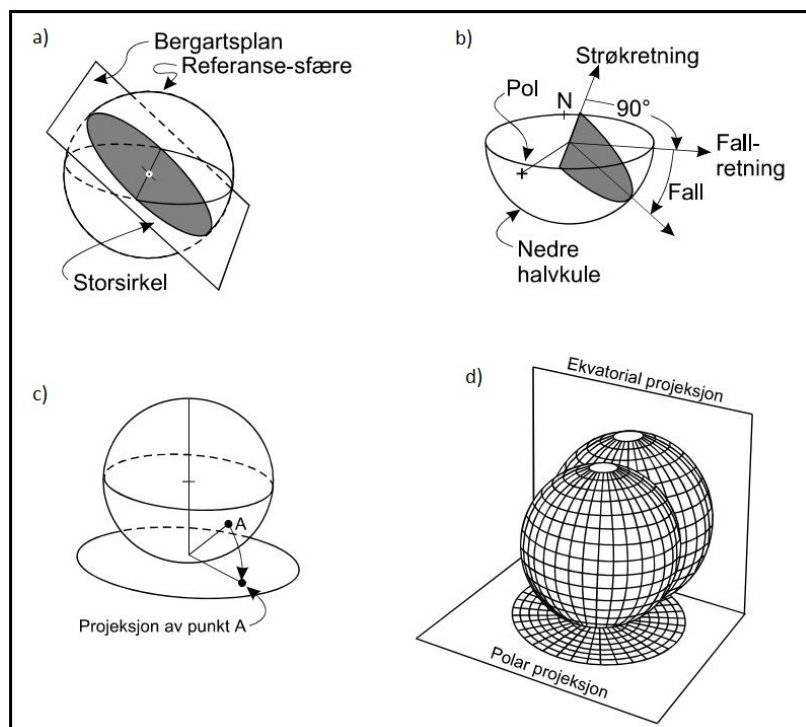 a)
Bergartsplan
Referanse-sfære
Storsirkel
b)
Strøkretning
Pol
N
90°
Fall-
retning
Fall
Nedre
halvkule
c)
A
Projeksjon av punkt A
d)
Ekvatorial projeksjon
Polar projeksjon